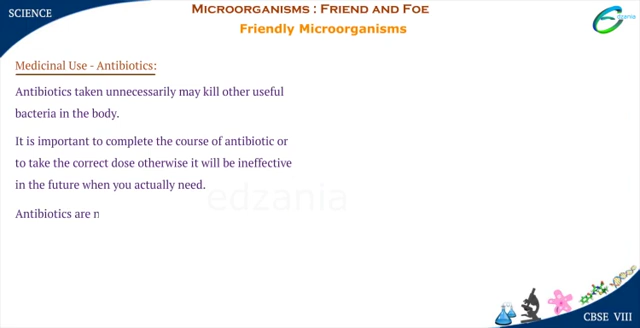 SCIENCE
Microorganisms : Friend and Foe
Friendly Microorganisms
edzania
Medicinal Use - Antibiotics:
Antibiotics taken unnecessarily may kill other useful
bacteria in the body.
It is important to complete the course of antibiotic or
to take the correct dose otherwise it will be ineffective
in the future when you actually need.
edzania
Antibiotics are n
CBSE VIII